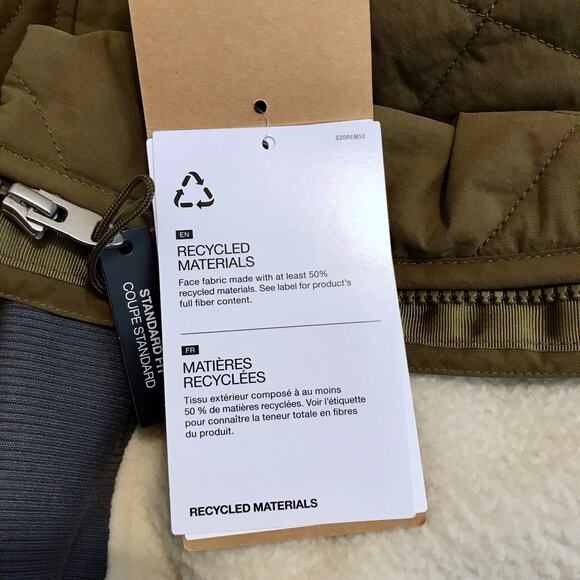 S20REM50
EN
RECYCLED
MATERIALS
Face fabric made with at least 50%
recycled materials. See label for product's
full fiber content.
FR
MATIÈRES
RECYCLÉES
Tissu extérieur composé à au moins
50 % de matières recyclées. Voir l'étiquette
pour connaître la teneur totale en fibres
du produit.
RECYCLED MATERIALS
STANDARD FIT
COUPE STANDARD